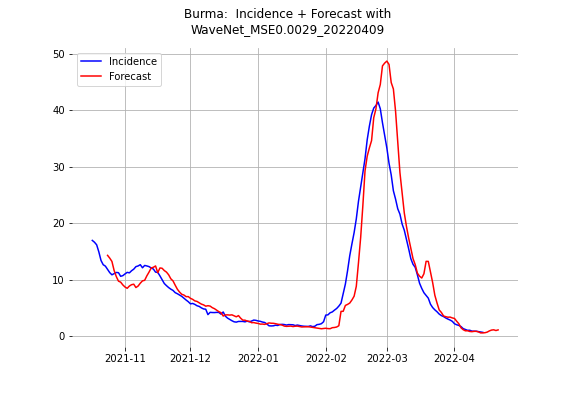 Burma:  Incidence + Forecast with
WaveNet_MSE0.0029_20220409
Incidence
Forecast
50
40
30
20
10
0
2021-11 2021-12 2022-01 2022-02 2022-03 2022-04